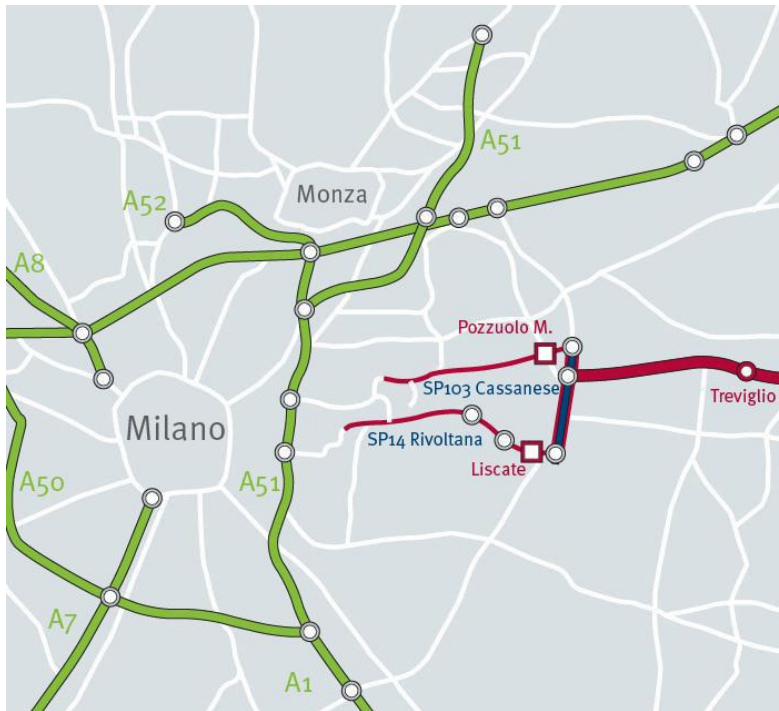 A51
Monza
A52
A8
Pozzuolo M.
SP103 Cassanese
Treviglio
Milano
SP14 Rivoltana
Liscate
A50
A51
A7
A1